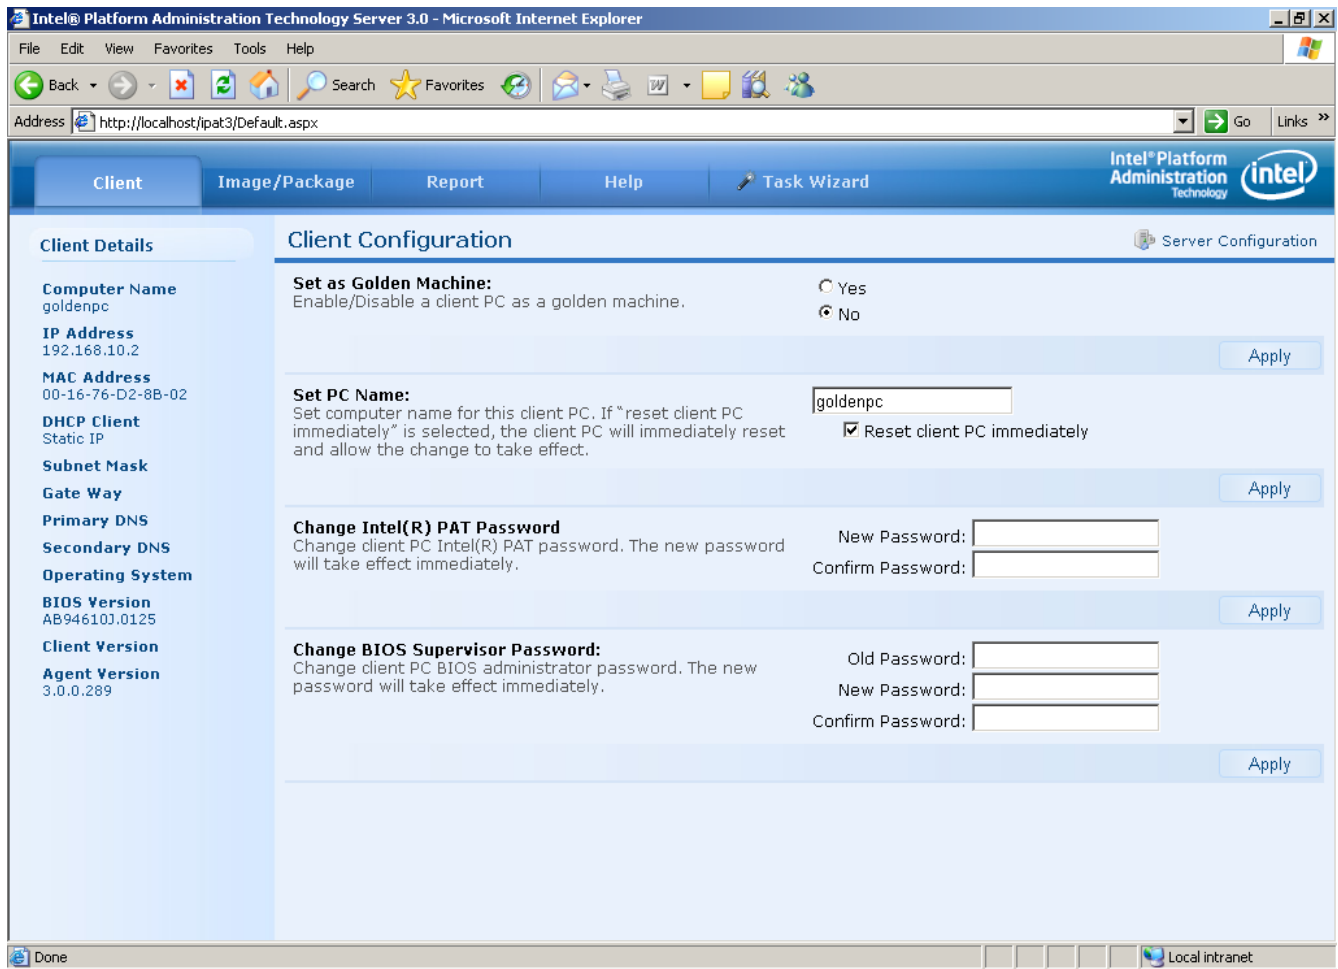 Intel® Platform Administration Technology Server 3.0 - Microsoft Internet Explorer
File Edit View Favorites Tools Help
Back Search Favorites
Address http://localhost/ipat3/Default.aspx Go Links »
Client Image/Package Report Help Task Wizard
Intel® Platform
Administration
Technology
intel
Client Details
Computer Name
goldenpc
IP Address
192.168.10.2
MAC Address
00-16-76-D2-8B-02
DHCP Client
Static IP
Subnet Mask
Gate Way
Primary DNS
Secondary DNS
Operating System
BIOS Version
AB94610J.0125
Client Version
Agent Version
3.0.0.289
Client Configuration
Server Configuration
Set as Golden Machine:
Enable/Disable a client PC as a golden machine.
Yes
No
Apply
Set PC Name:
Set computer name for this client PC. If “reset client PC
immediately” is selected, the client PC will immediately reset
and allow the change to take effect.
goldenpc
Reset client PC immediately
Apply
Change Intel(R) PAT Password
Change client PC Intel(R) PAT password. The new password
will take effect immediately.
New Password:
Confirm Password:
Apply
Change BIOS Supervisor Password:
Change client PC BIOS administrator password. The new
password will take effect immediately.
Old Password:
New Password:
Confirm Password:
Apply
Done
Local intranet